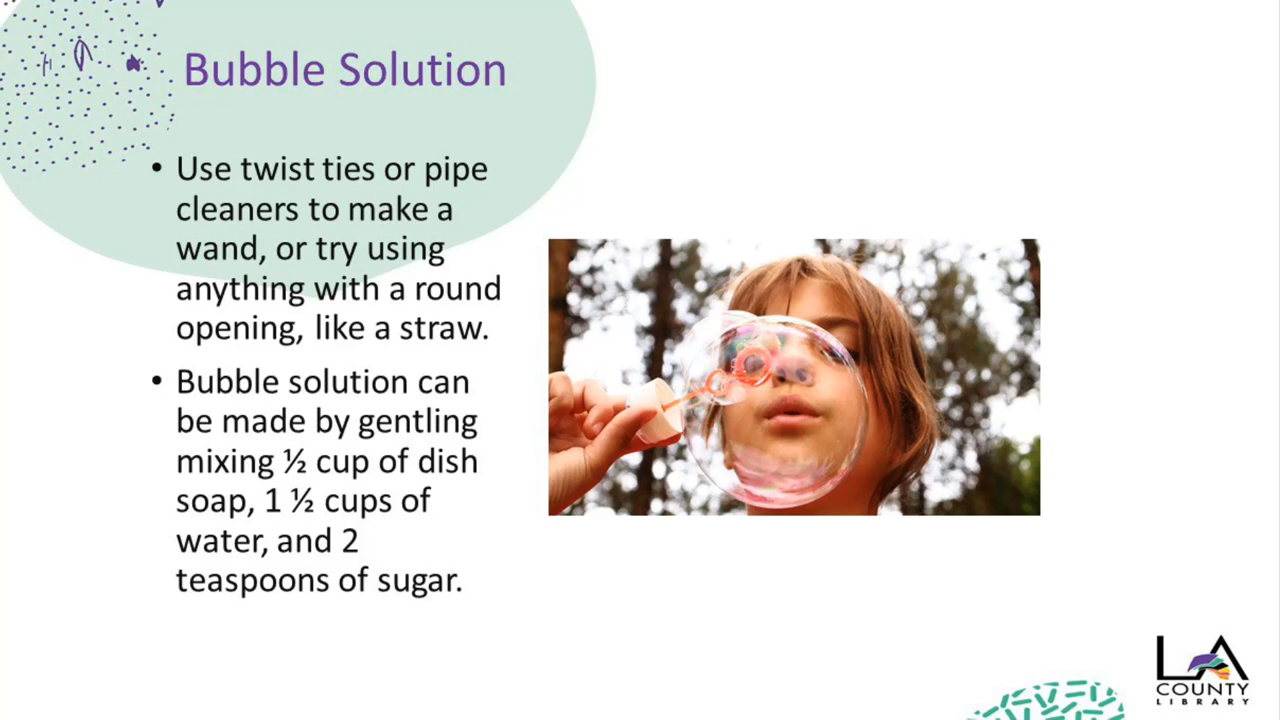 Bubble Solution
• Use twist ties or pipe
cleaners to make a
wand, or try using
anything with a round
opening, like a straw.
• Bubble solution can
be made by gentling
mixing ½ cup of dish
soap, 1 ½ cups of
water, and 2
teaspoons of sugar.
LA
COUNTY
LIBRARY